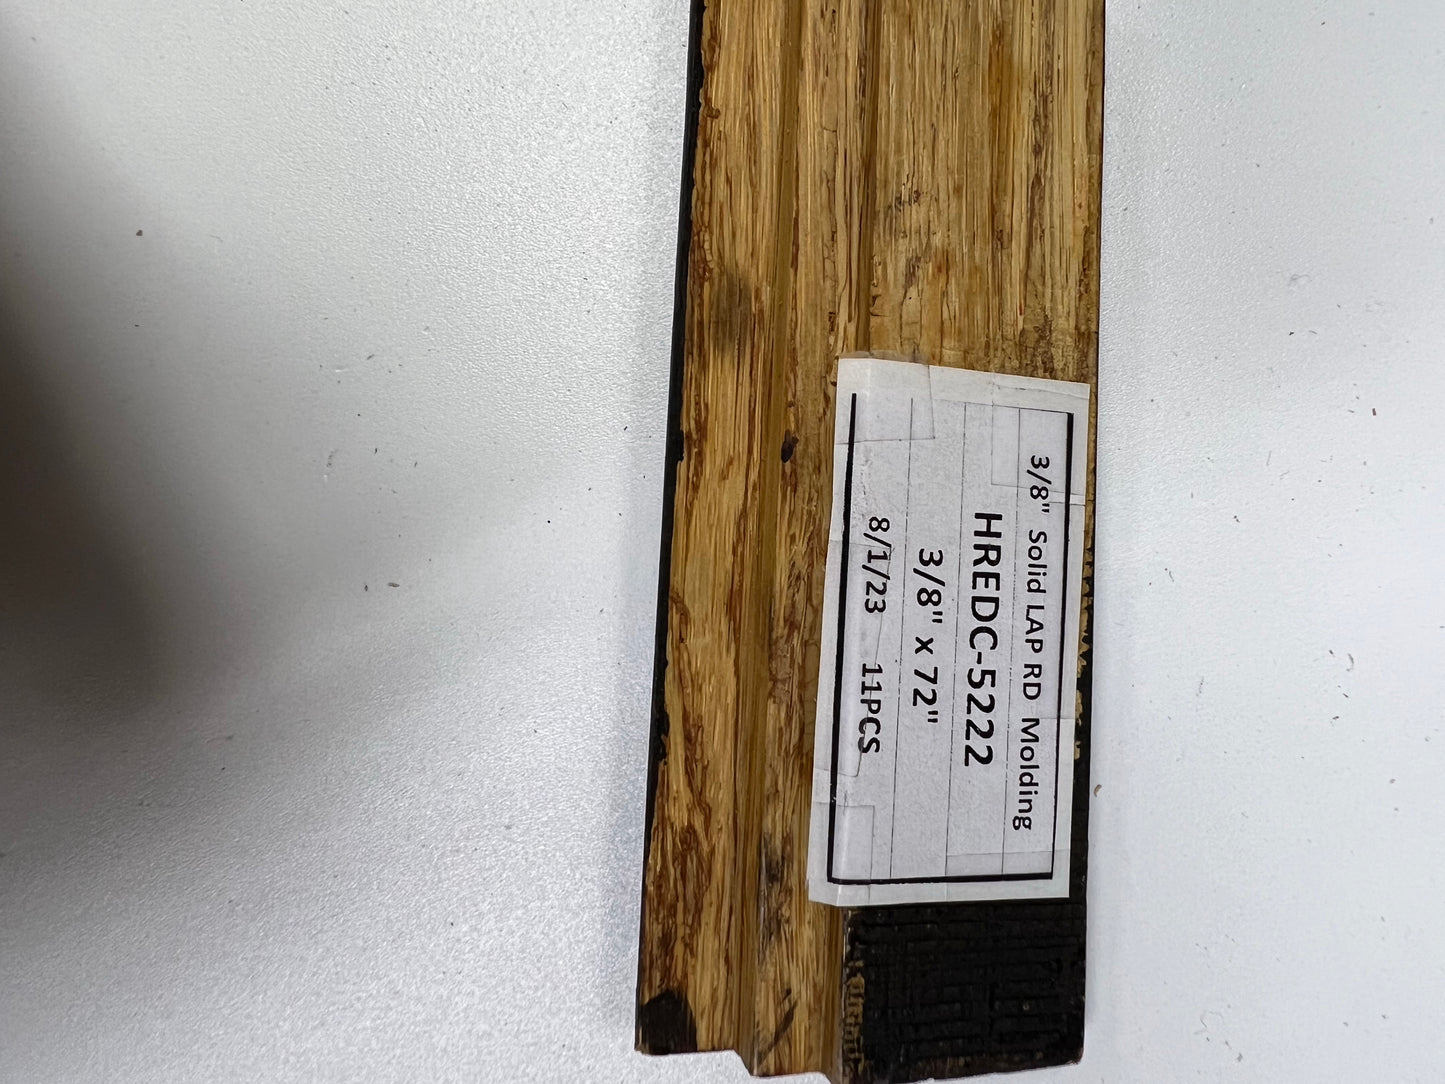 3/8" Solid LAP RD Molding
HREDC-5222
3/8" x 72"
8/1/23 11PCS